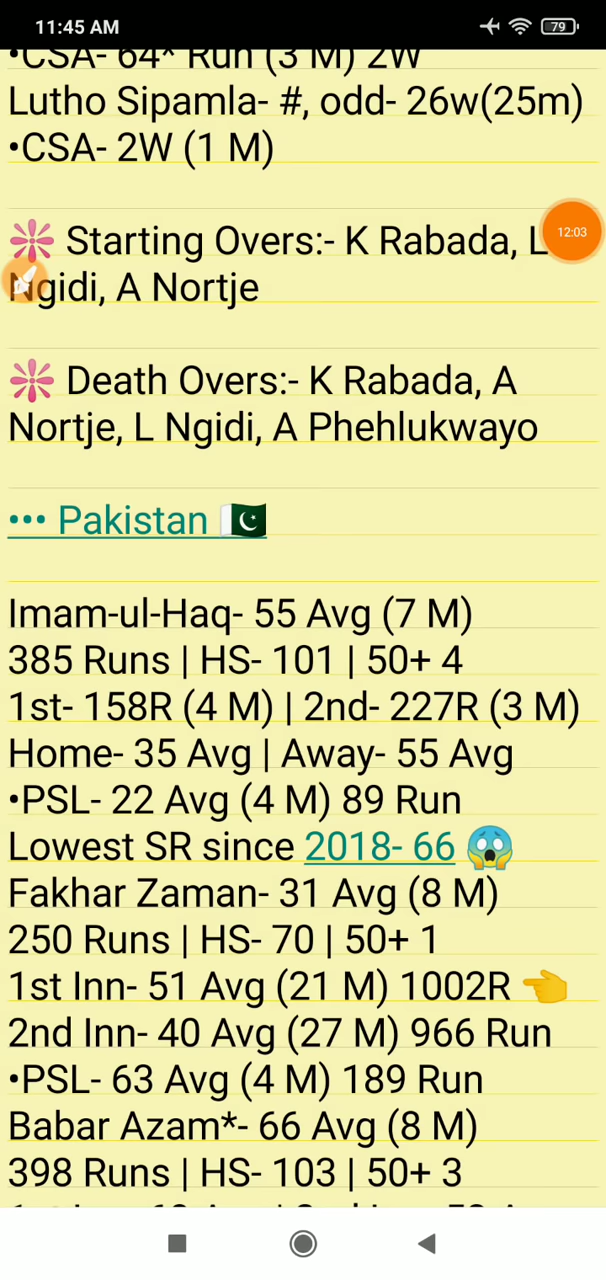 11:45 AM
79
•CSA- 64* Run (3 M) 2W
Lutho Sipamla- #, odd- 26w(25m)
•CSA- 2W (1 M)
Starting Overs:- K Rabada, L
12:03
Ngidi, A Nortje
Death Overs:- K Rabada, A
Nortje, L Ngidi, A Phehlukwayo
••• Pakistan 🇵🇰
Imam-ul-Haq- 55 Avg (7 M)
385 Runs | HS- 101 | 50+ 4
1st- 158R (4 M) | 2nd- 227R (3 M)
Home- 35 Avg | Away- 55 Avg
•PSL- 22 Avg (4 M) 89 Run
Lowest SR since 2018- 66 😱
Fakhar Zaman- 31 Avg (8 M)
250 Runs | HS- 70 | 50+ 1
1st Inn- 51 Avg (21 M) 1002R 👈
2nd Inn- 40 Avg (27 M) 966 Run
•PSL- 63 Avg (4 M) 189 Run
Babar Azam*- 66 Avg (8 M)
398 Runs | HS- 103 | 50+ 3